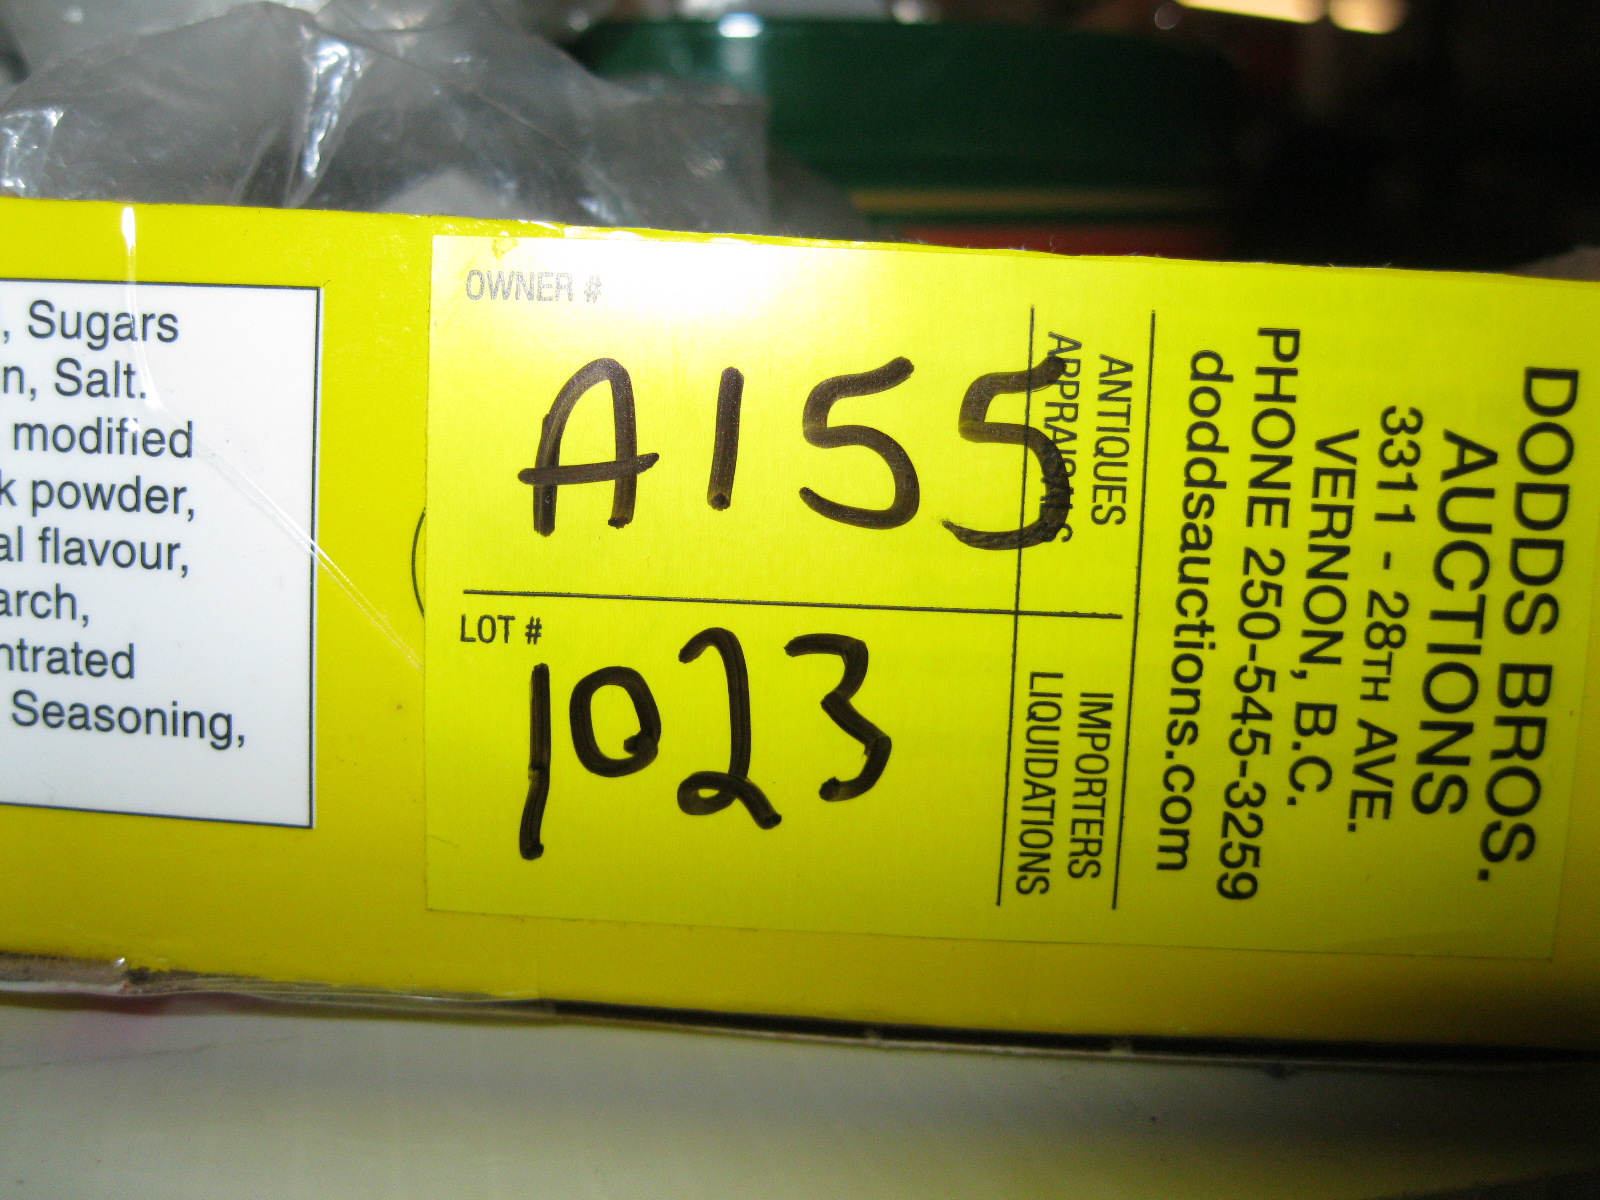 , Sugars
n, Salt.
modified
k powder,
al flavour,
arch,
ntrated
Seasoning,
OWNER #
A155
LOT #
1023
ANTIQUES
APPRAISALS
IMPORTERS
LIQUIDATIONS
DODDS BROS.
AUCTIONS
3311 - 28TH AVE.
VERNON, B.C.
PHONE 250-545-3259
doddsauctions.com